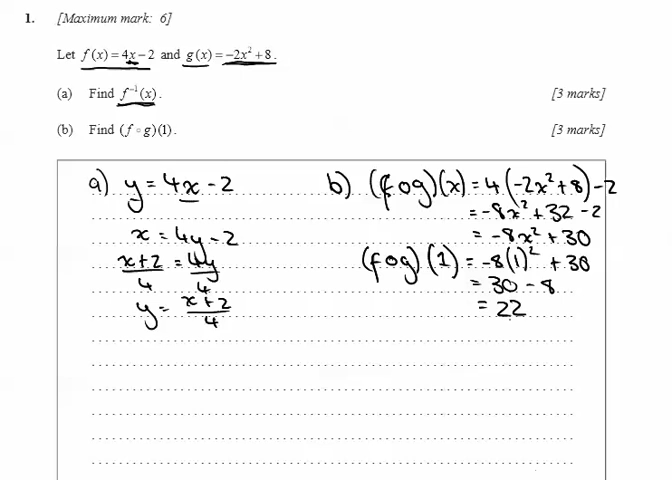 1. [Maximum mark: 6]
Let f(x) = 4x − 2 and g(x) = −2x² + 8.
(a) Find f⁻¹(x). [3 marks]
(b) Find (f ∘ g)(1). [3 marks]
a) y = 4x - 2
x = 4y - 2
x+2/4 = 4y/4
y = x+2/4
b) (fog)(x) = 4(-2x²+8)-2
= -8x²+32-2
= -8x²+30
(fog)(1) = -8(1)²+30
= 30 - 8
= 22